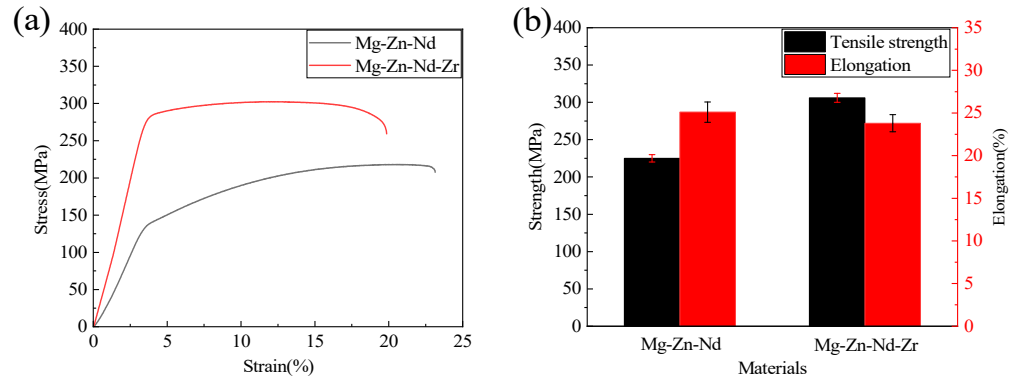 (a)
Mg-Zn-Nd
Mg-Zn-Nd-Zr
400
350
300
250
200
150
100
50
0
Stress(MPa)
0 5 10 15 20 25
Strain(%)
(b)
Tensile strength
Elongation
400
350
300
250
200
150
100
50
0
Strength(MPa)
35
30
25
20
15
10
5
0
Elongation(%)
Mg-Zn-Nd Mg-Zn-Nd-Zr
Materials